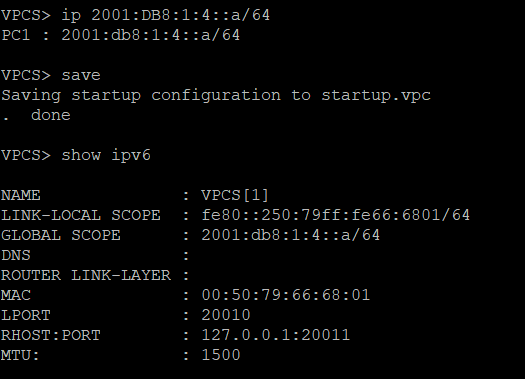 VPCS> ip 2001:DB8:1:4::a/64
PC1 : 2001:db8:1:4::a/64
VPCS> save
Saving startup configuration to startup.vpc
.  done
VPCS> show ipv6
NAME              : VPCS[1]
LINK-LOCAL SCOPE  : fe80::250:79ff:fe66:6801/64
GLOBAL SCOPE      : 2001:db8:1:4::a/64
DNS               :
ROUTER LINK-LAYER :
MAC               : 00:50:79:66:68:01
LPORT             : 20010
RHOST:PORT        : 127.0.0.1:20011
MTU:              : 1500